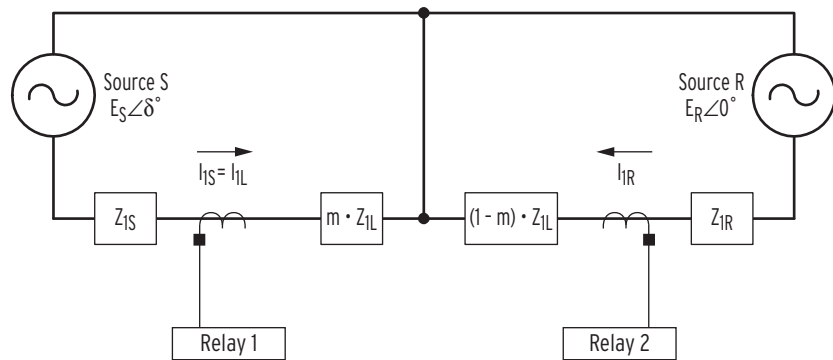 Source S
E_S∠δ°
Source R
E_R∠0°
I_1S = I_1L
I_1R
Z_1S
m · Z_1L
(1 - m) · Z_1L
Z_1R
Relay 1
Relay 2